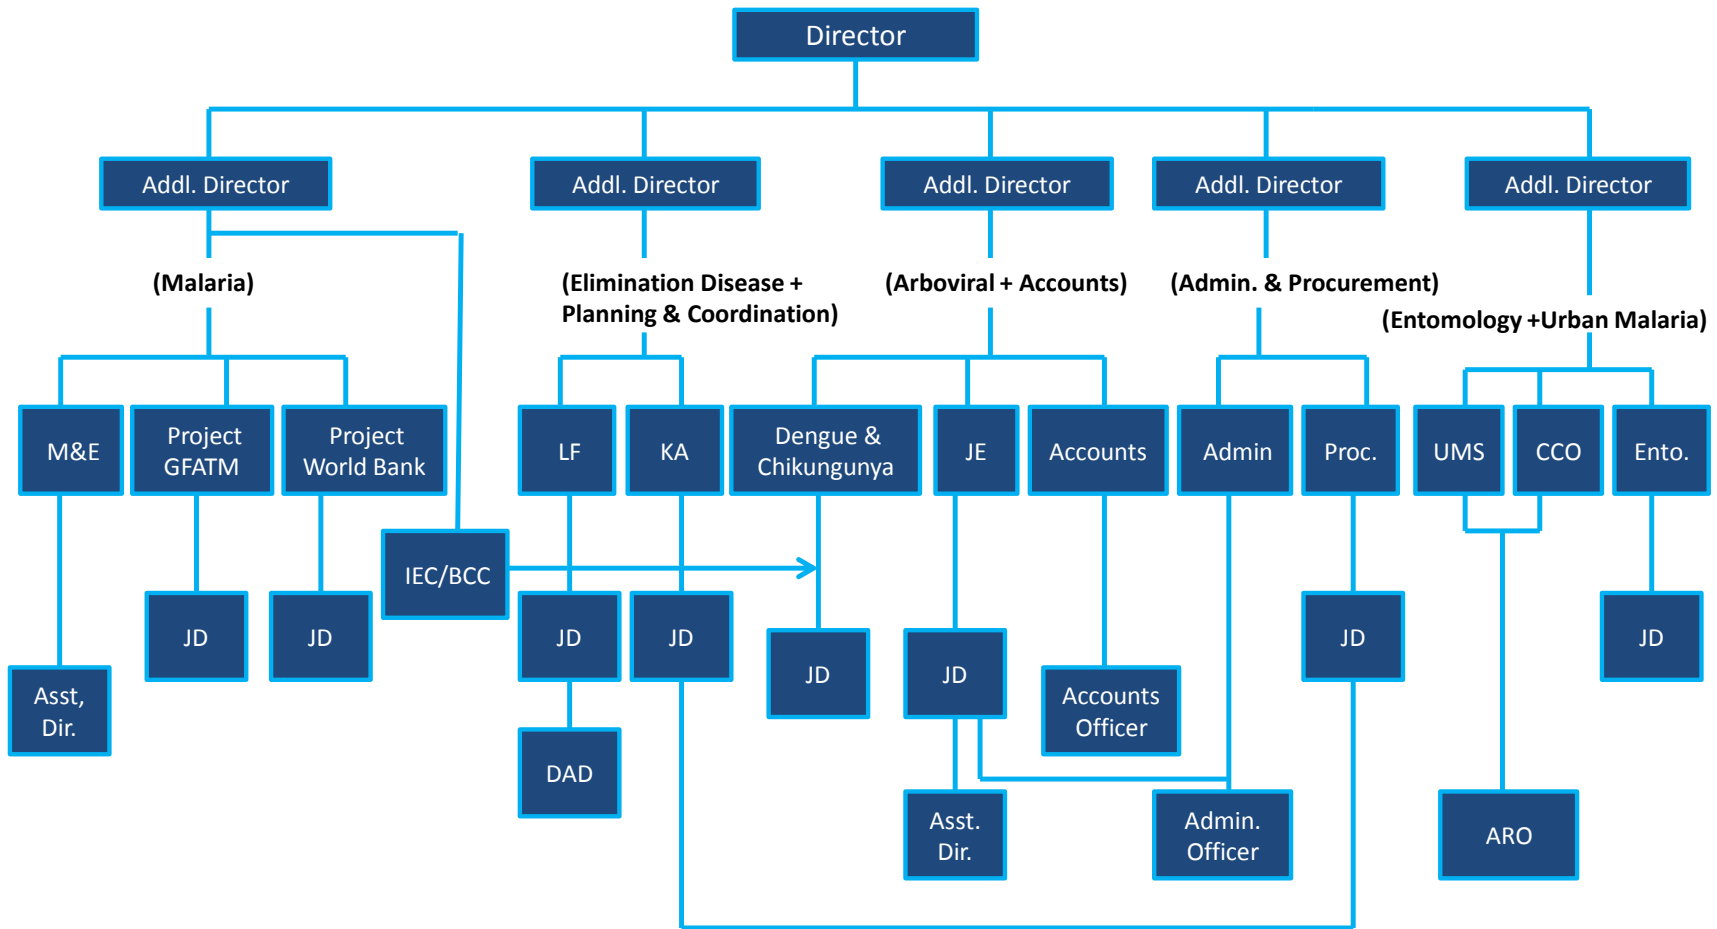 Director
Addl. Director
Addl. Director
Addl. Director
Addl. Director
Addl. Director
(Malaria)
(Elimination Disease +
Planning & Coordination)
(Arboviral + Accounts)
(Admin. & Procurement)
(Entomology +Urban Malaria)
M&E
Project
GFATM
Project
World Bank
LF
KA
Dengue &
Chikungunya
JE
Accounts
Admin
Proc.
UMS
CCO
Ento.
IEC/BCC
JD
JD
JD
JD
JD
JD
JD
JD
Asst,
Dir.
Accounts
Officer
DAD
Asst.
Dir.
Admin.
Officer
ARO